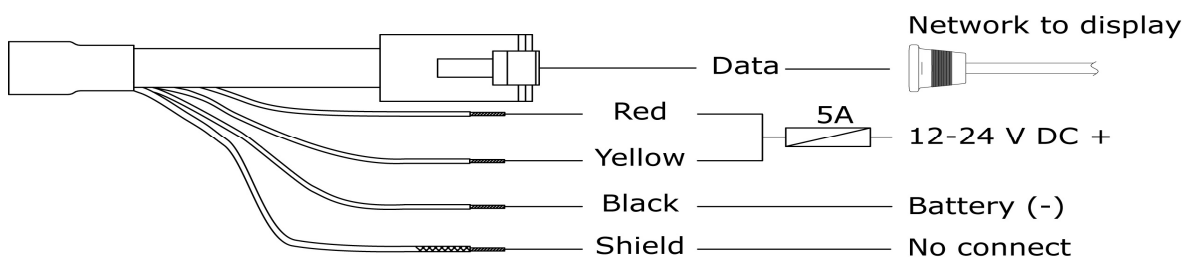 Network to display
Data
Red
5A
12-24 V DC +
Yellow
Black
Battery (-)
Shield
No connect